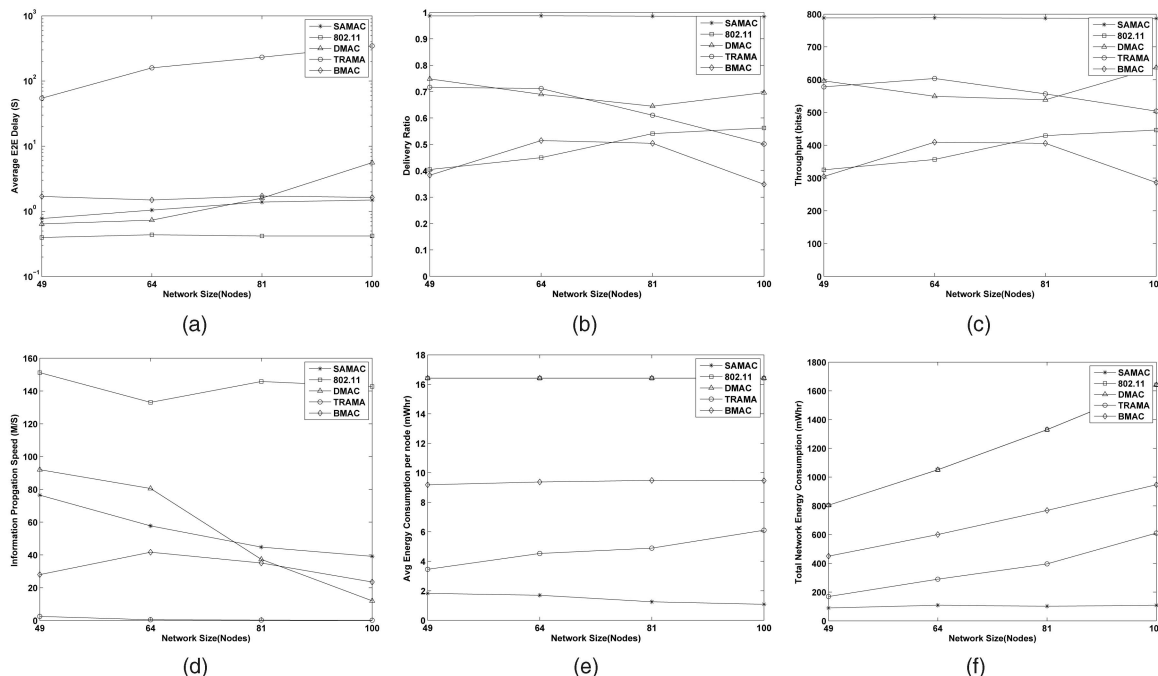 10^3
10^2
10^1
10^0
10^-1
Average E2E Delay (S)
49 64 81 100
Network Size(Nodes)
SAMAC
802.11
DMAC
TRAMA
BMAC
(a)
1
0.9
0.8
0.7
0.6
0.5
0.4
0.3
0.2
0.1
0
Delivery Ratio
49 64 81 100
Network Size(Nodes)
SAMAC
802.11
DMAC
TRAMA
BMAC
(b)
800
700
600
500
400
300
200
100
0
Throughput (bits/s)
49 64 81 10
Network Size(Nodes)
SAMAC
802.11
DMAC
TRAMA
BMAC
(c)
160
140
120
100
80
60
40
20
0
Information Propgation Speed (M/S)
49 64 81 100
Network Size(Nodes)
SAMAC
802.11
DMAC
TRAMA
BMAC
(d)
18
16
14
12
10
8
6
4
2
0
Avg Energy Consumption per node (mWhr)
49 64 81 100
Network Size(Nodes)
SAMAC
802.11
DMAC
TRAMA
BMAC
(e)
1800
1600
1400
1200
1000
800
600
400
200
0
Total Network Energy Consumption (mWhr)
49 64 81 10
Network Size(Nodes)
SAMAC
802.11
DMAC
TRAMA
BMAC
(f)